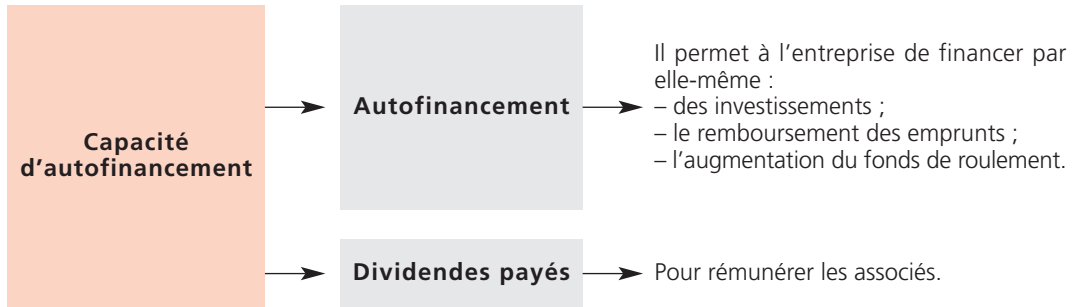 Capacité
d’autofinancement
Autofinancement
Il permet à l’entreprise de financer par
elle-même :
– des investissements ;
– le remboursement des emprunts ;
– l’augmentation du fonds de roulement.
Dividendes payés
Pour rémunérer les associés.